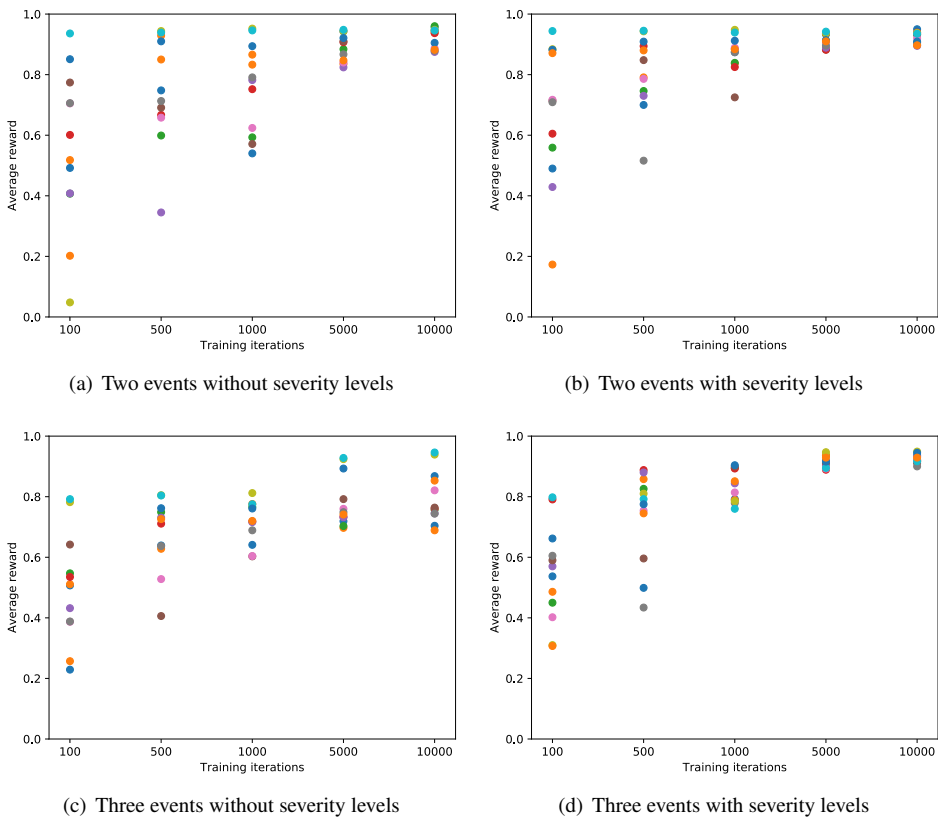 1.0
0.8
0.6
0.4
0.2
0.0
Average reward
100 500 1000 5000 10000
Training iterations
(a) Two events without severity levels
1.0
0.8
0.6
0.4
0.2
0.0
Average reward
100 500 1000 5000 10000
Training iterations
(b) Two events with severity levels
1.0
0.8
0.6
0.4
0.2
0.0
Average reward
100 500 1000 5000 10000
Training iterations
(c) Three events without severity levels
1.0
0.8
0.6
0.4
0.2
0.0
Average reward
100 500 1000 5000 10000
Training iterations
(d) Three events with severity levels